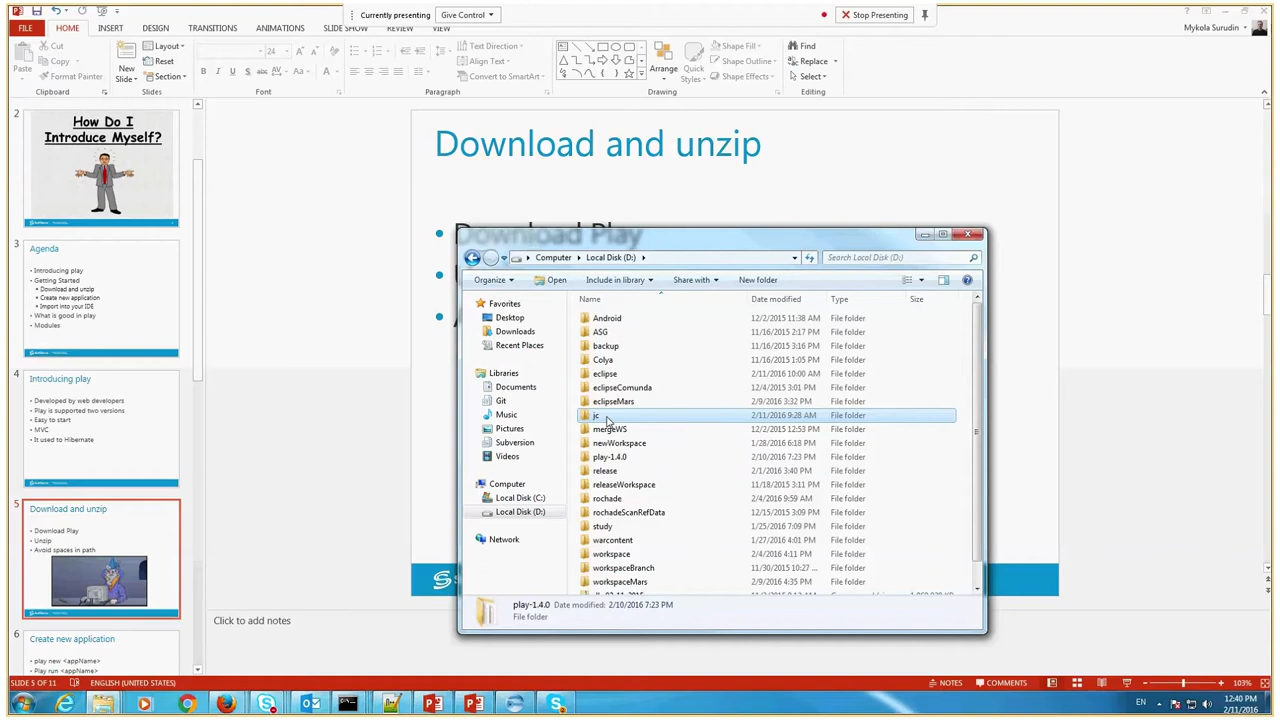 Currently presenting
Give Control
Stop Presenting
FILE
HOME
INSERT
DESIGN
TRANSITIONS
ANIMATIONS
SLIDE SHOW
REVIEW
VIEW
Mykola Surudin
Paste
Cut
Copy
Format Painter
Clipboard
New
Slide
Layout
Reset
Section
Slides
24
Font
Text Direction
Align Text
Convert to SmartArt
Paragraph
Arrange
Quick
Styles
Shape Fill
Shape Outline
Shape Effects
Drawing
Find
Replace
Select
Editing
2
How Do I
Introduce Myself?
3
Agenda
Introducing play
Getting Started
Download and unzip
Create new application
Import into your IDE
What is good in play
Modules
4
Introducing play
Developed by web developers
Play is supported two versions
Easy to start
MVC
It used to Hibernate
5
Download and unzip
Download Play
Unzip
Avoid spaces in path
6
Create new application
play new <appName>
Play run <appName>
Download and unzip
Download Play
Computer
Local Disk (D:)
Search Local Disk (D:)
Organize
Open
Include in library
Share with
New folder
Favorites
Desktop
Downloads
Recent Places
Libraries
Documents
Git
Music
Pictures
Subversion
Videos
Computer
Local Disk (C:)
Local Disk (D:)
Network
Name Date modified Type Size
Android 12/2/2015 11:38 AM File folder
ASG 11/16/2015 2:17 PM File folder
backup 11/16/2015 3:16 PM File folder
Colya 11/16/2015 1:05 PM File folder
eclipse 2/11/2016 10:00 AM File folder
eclipseComunda 12/4/2015 3:01 PM File folder
eclipseMars 2/9/2016 3:32 PM File folder
jc 2/11/2016 9:28 AM File folder
mergeWS 12/2/2015 12:53 PM File folder
newWorkspace 1/28/2016 6:18 PM File folder
play-1.4.0 2/10/2016 7:23 PM File folder
release 2/1/2016 3:40 PM File folder
releaseWorkspace 11/18/2015 3:11 PM File folder
rochade 2/4/2016 9:59 AM File folder
rochadeScanRefData 12/15/2015 3:09 PM File folder
study 1/25/2016 7:09 PM File folder
warcontent 1/27/2016 4:01 PM File folder
workspace 2/4/2016 4:11 PM File folder
workspaceBranch 11/30/2015 10:27 ... File folder
workspaceMars 2/9/2016 4:35 PM File folder
play-1.4.0 Date modified: 2/10/2016 7:23 PM
File folder
Click to add notes
SLIDE 5 OF 11
ENGLISH (UNITED STATES)
NOTES
COMMENTS
103%
EN
12:40 PM
2/11/2016